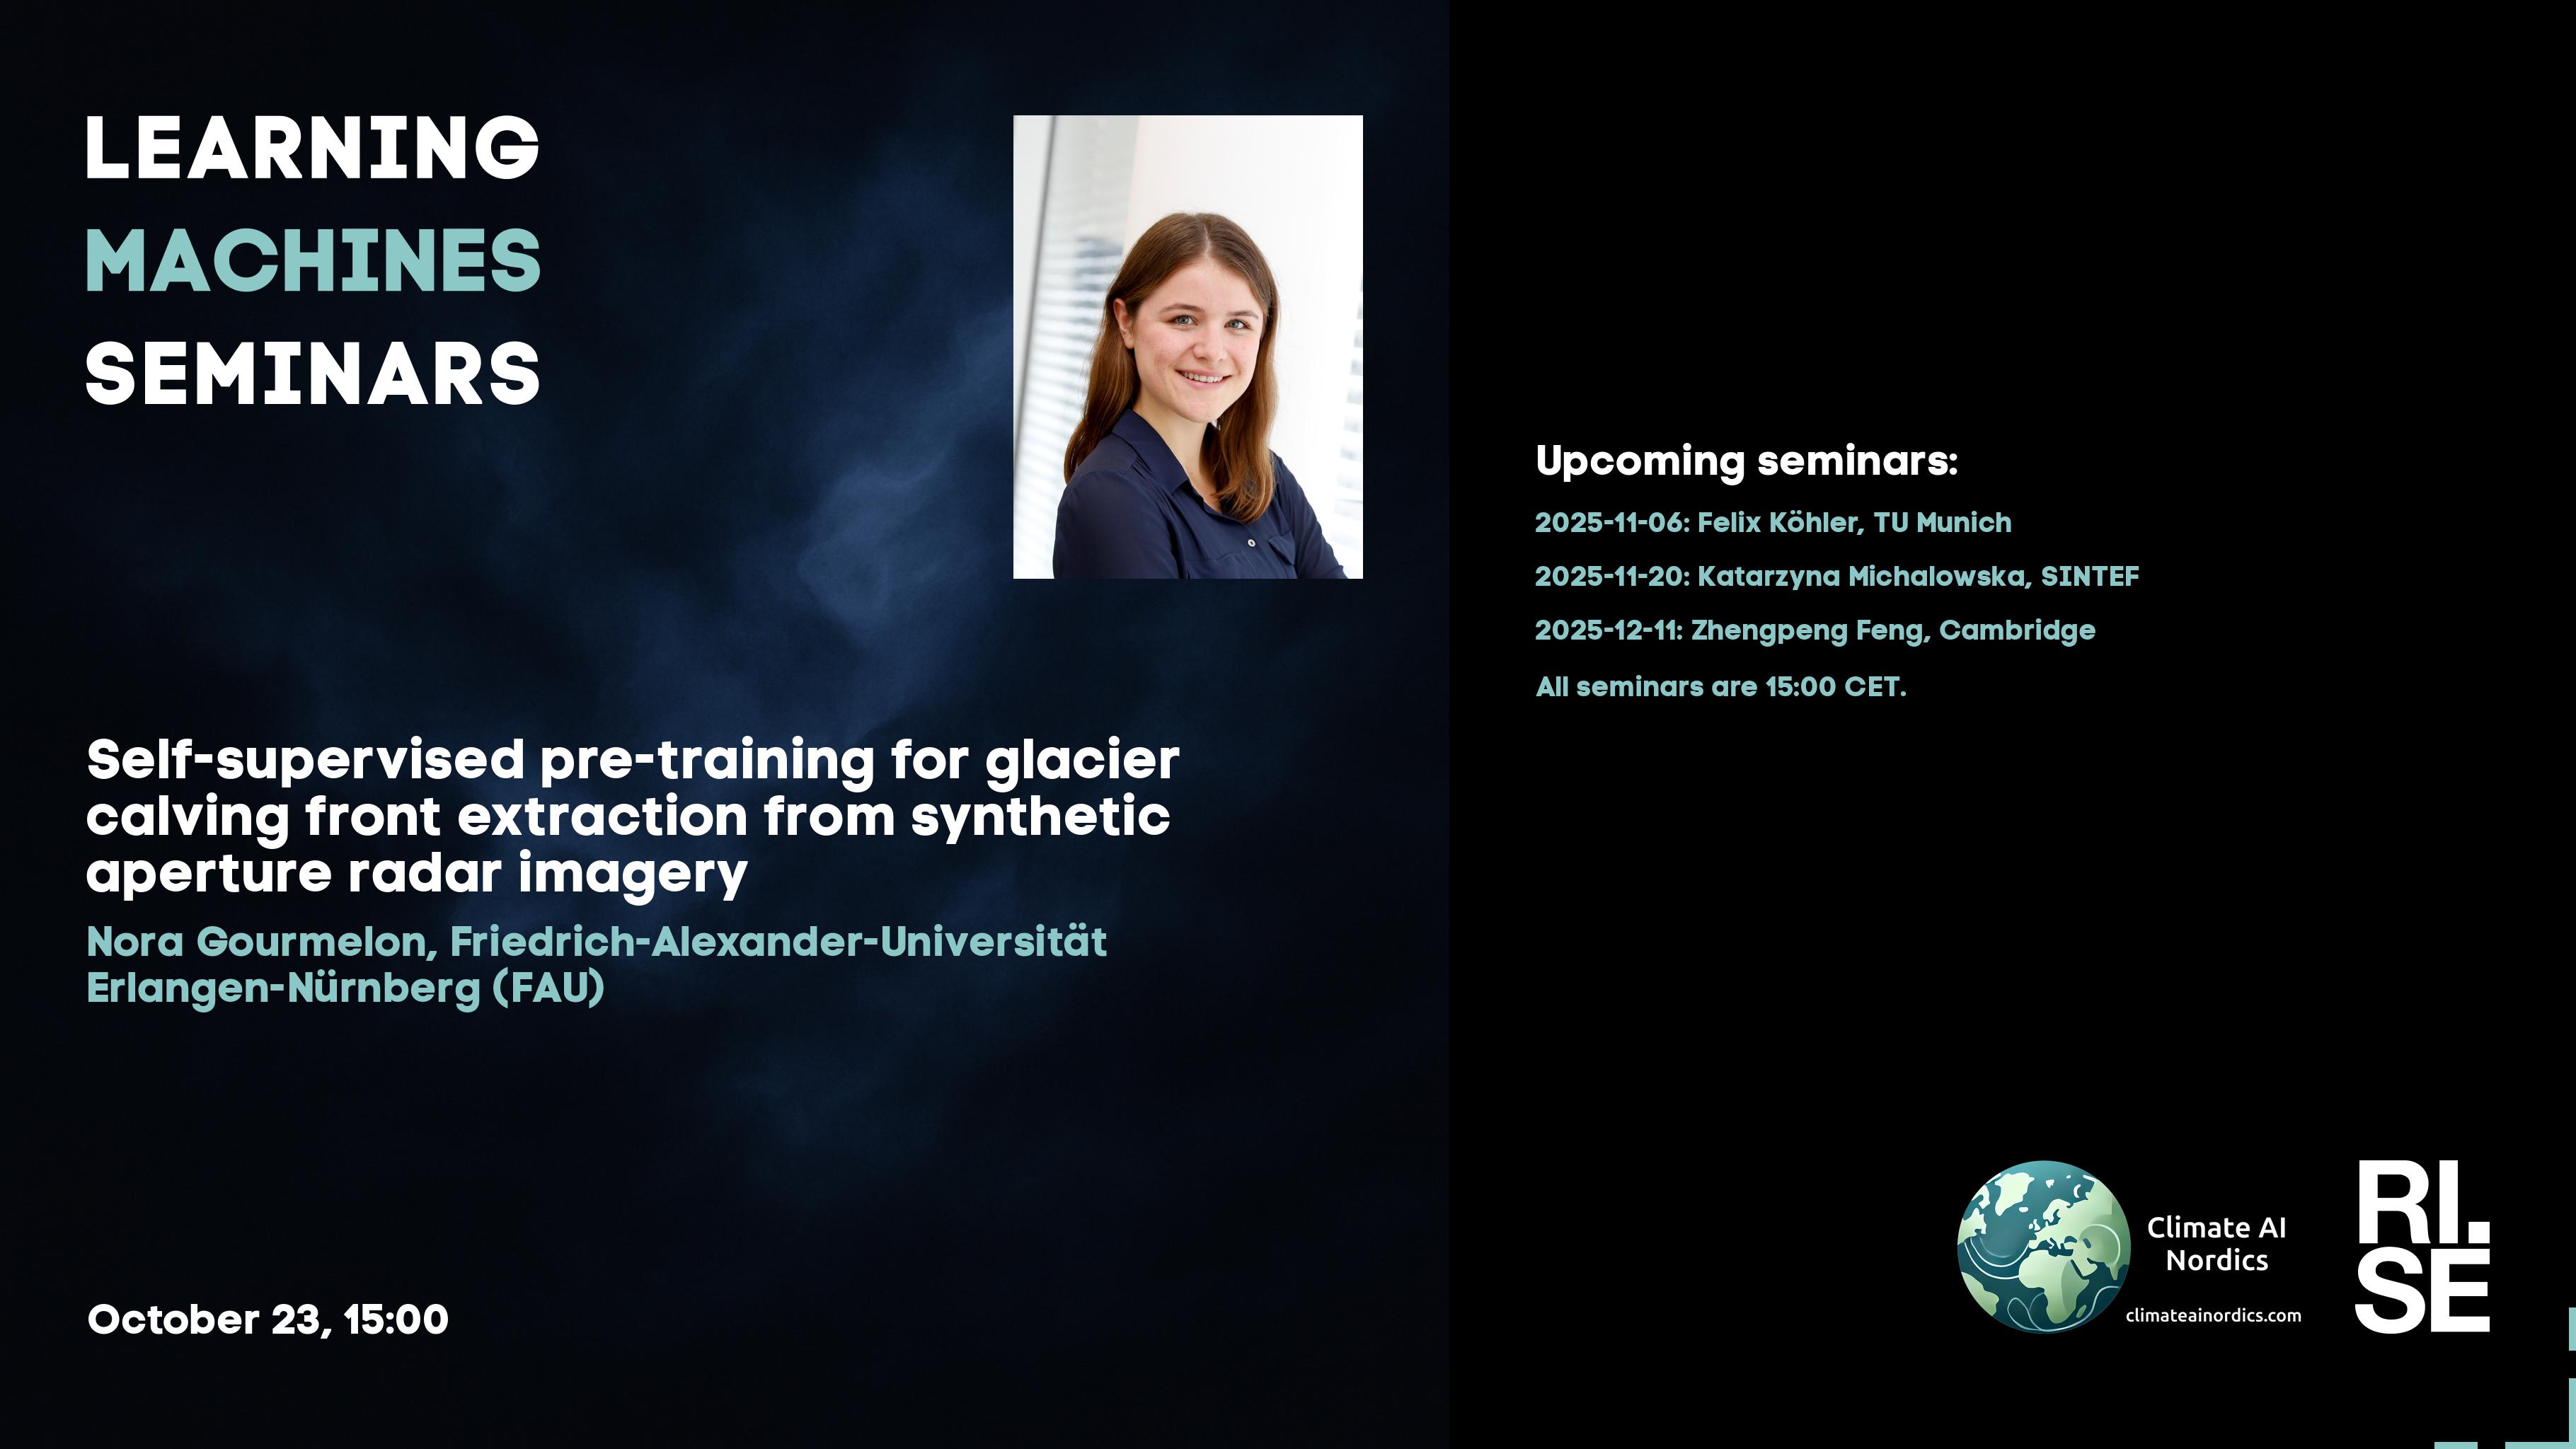 LEARNING
MACHINES
SEMINARS
Self-supervised pre-training for glacier
calving front extraction from synthetic
aperture radar imagery
Nora Gourmelon, Friedrich-Alexander-Universität
Erlangen-Nürnberg (FAU)
October 23, 15:00
Upcoming seminars:
2025-11-06: Felix Köhler, TU Munich
2025-11-20: Katarzyna Michalowska, SINTEF
2025-12-11: Zhengpeng Feng, Cambridge
All seminars are 15:00 CET.
Climate AI
Nordics
climateainordics.com
RI.
SE